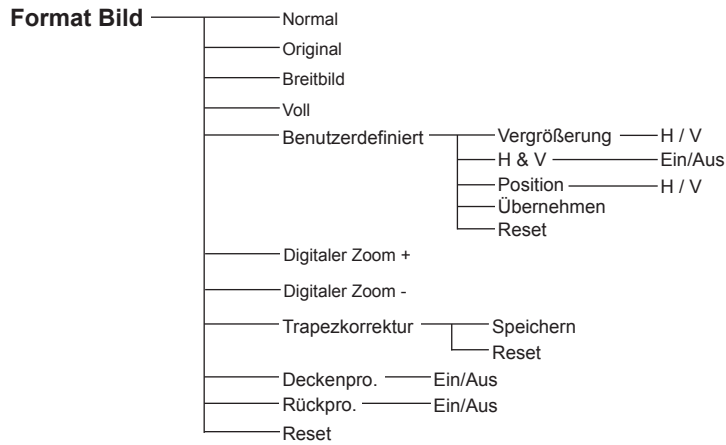 Format Bild Normal
Original
Breitbild
Voll
Benutzerdefiniert Vergrößerung H / V
H & V Ein/Aus
Position H / V
Übernehmen
Reset
Digitaler Zoom +
Digitaler Zoom -
Trapezkorrektur Speichern
Reset
Deckenpro. Ein/Aus
Rückpro. Ein/Aus
Reset